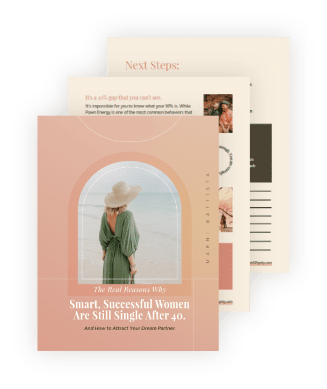 Next Steps:
It's a 10% gap that you can't see.
It's responsible for you to know what your 10% is. While
Pawn Energy is one of the most common behaviors that
MARNI BATTISTA
The Real Reasons Why
Smart, Successful Women
Are Still Single After 40.
And How to Attract Your Dream Partner